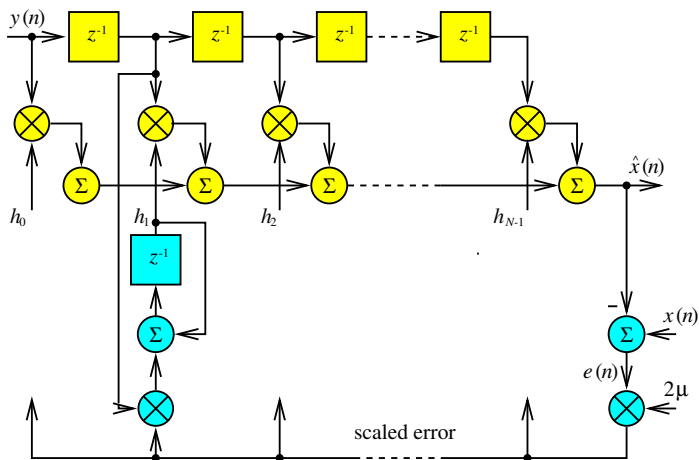 y(n)
z⁻¹ z⁻¹ z⁻¹ z⁻¹
Σ Σ Σ Σ
x̂(n)
h₀ h₁ h₂ h_{N-1}
z⁻¹
Σ
–
Σ
x(n)
e(n)
2μ
scaled error